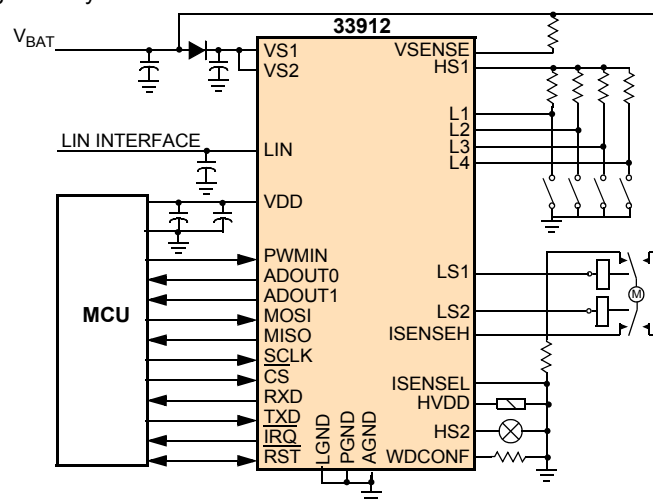 33912
V_BAT
VS1
VS2
LIN INTERFACE
LIN
VDD
PWMIN
ADOUT0
ADOUT1
MOSI
MISO
SCLK
CS
RXD
TXD
IRQ
RST
MCU
LGND
PGND
AGND
VSENSE
HS1
L1
L2
L3
L4
LS1
LS2
ISENSEH
M
ISENSEL
HVDD
HS2
WDCONF